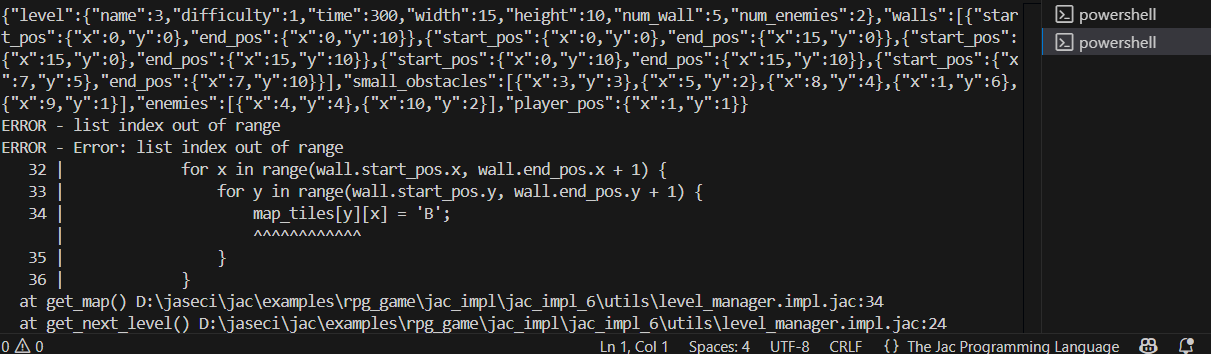 {"level":{"name":3,"difficulty":1,"time":300,"width":15,"height":10,"num_wall":5,"num_enemies":2},"walls":[{"star
t_pos":{"x":0,"y":0},"end_pos":{"x":0,"y":10}},{"start_pos":{"x":0,"y":0},"end_pos":{"x":15,"y":0}},{"start_pos":
{"x":15,"y":0},"end_pos":{"x":15,"y":10}},{"start_pos":{"x":0,"y":10},"end_pos":{"x":15,"y":10}},{"start_pos":{"x
":7,"y":5},"end_pos":{"x":7,"y":10}}],"small_obstacles":[{"x":3,"y":3},{"x":5,"y":2},{"x":8,"y":4},{"x":1,"y":6},
{"x":9,"y":1}],"enemies":[{"x":4,"y":4},{"x":10,"y":2}],"player_pos":{"x":1,"y":1}}
ERROR - list index out of range
ERROR - Error: list index out of range
32 | for x in range(wall.start_pos.x, wall.end_pos.x + 1) {
33 | for y in range(wall.start_pos.y, wall.end_pos.y + 1) {
34 | map_tiles[y][x] = 'B';
| ^^^^^^^^^^^^
35 | }
36 | }
at get_map() D:\jaseci\jac\examples\rpg_game\jac_impl\jac_impl_6\utils\level_manager.impl.jac:34
at get_next_level() D:\jaseci\jac\examples\rpg_game\jac_impl\jac_impl_6\utils\level_manager.impl.jac:24
powershell
powershell
0 0 Ln 1, Col 1 Spaces: 4 UTF-8 CRLF {} The Jac Programming Language